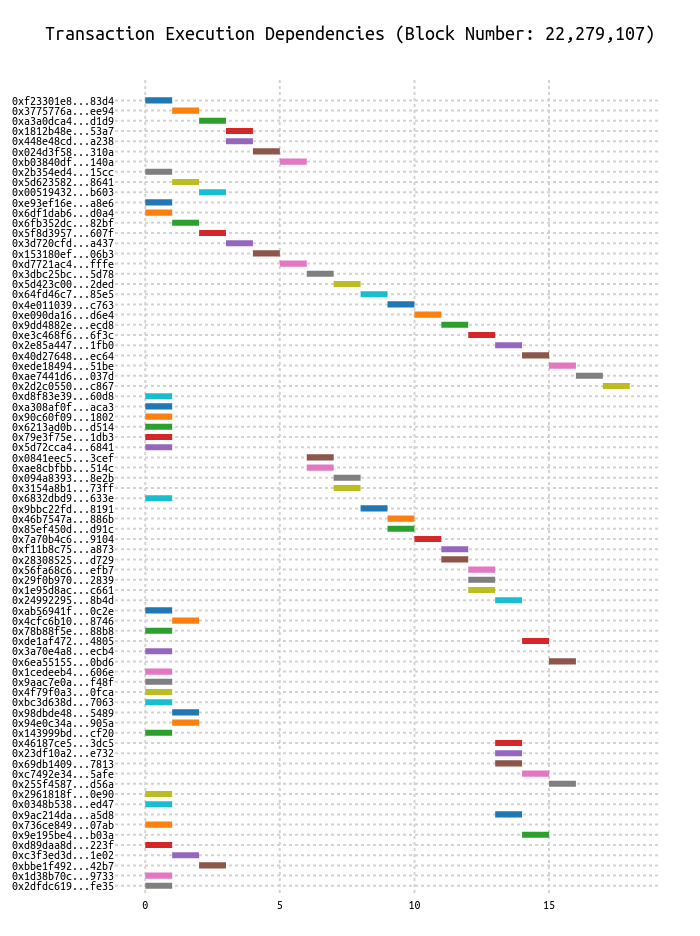 Transaction Execution Dependencies (Block Number: 22,279,107)
0xf23301e8...83d4
0x3775776a...ee94
0xa3a0dca4...d1d9
0x1812b48e...53a7
0x448e48cd...a238
0x024d3f58...310a
0xb03840df...140a
0x2b354ed4...15cc
0x5d623582...8641
0x00519432...b603
0xe93ef16e...a8e6
0x6df1dab6...d0a4
0x6fb352dc...82bf
0x5f8d3957...607f
0x3d720cfd...a437
0x153180ef...06b3
0xd7721ac4...fffe
0x3dbc25bc...5d78
0x5d423c00...2ded
0x64fd46c7...85e5
0x4e011039...c763
0xe090da16...d6e4
0x9dd4882e...ecd8
0xe3c468f6...6f3c
0x2e85a447...1fb0
0x40d27648...ec64
0xede18494...51be
0xae7441d6...037d
0x2d2c0550...c867
0xd8f83e39...60d8
0xa308af0f...aca3
0x90c60f09...1802
0x6213ad0b...d514
0x79e3f75e...1db3
0x5d72cca4...6841
0x0841eec5...3cef
0xae8cbfbb...514c
0x094a8393...8e2b
0x3154a8b1...73ff
0x6832dbd9...633e
0x9bbc22fd...8191
0x46b7547a...886b
0x85ef450d...d91c
0x7a70b4c6...9104
0xf11b8c75...a873
0x28308525...d729
0x56fa68c6...efb7
0x29f0b970...2839
0x1e95d8ac...c661
0x24992295...8b4d
0xab56941f...0c2e
0x4cfc6b10...8746
0x78b88f5e...88b8
0xde1af472...4805
0x3a70e4a8...ecb4
0x6ea55155...0bd6
0x1cedeeb4...606e
0x9aac7e0a...f48f
0x4f79f0a3...0fca
0xbc3d638d...7063
0x98dbde48...5489
0x94e0c34a...905a
0x143999bd...cf20
0x46187ce5...3dc5
0x23df10a2...e732
0x69db1409...7813
0xc7492e34...5afe
0x255f4587...d56a
0x2961818f...0e90
0x0348b538...ed47
0x9ac214da...a5d8
0x736ce849...07ab
0x9e195be4...b03a
0xd89daa8d...223f
0xc3f3ed3d...1e02
0xbbe1f492...42b7
0x1d38b70c...9733
0x2dfdc619...fe35
0 5 10 15